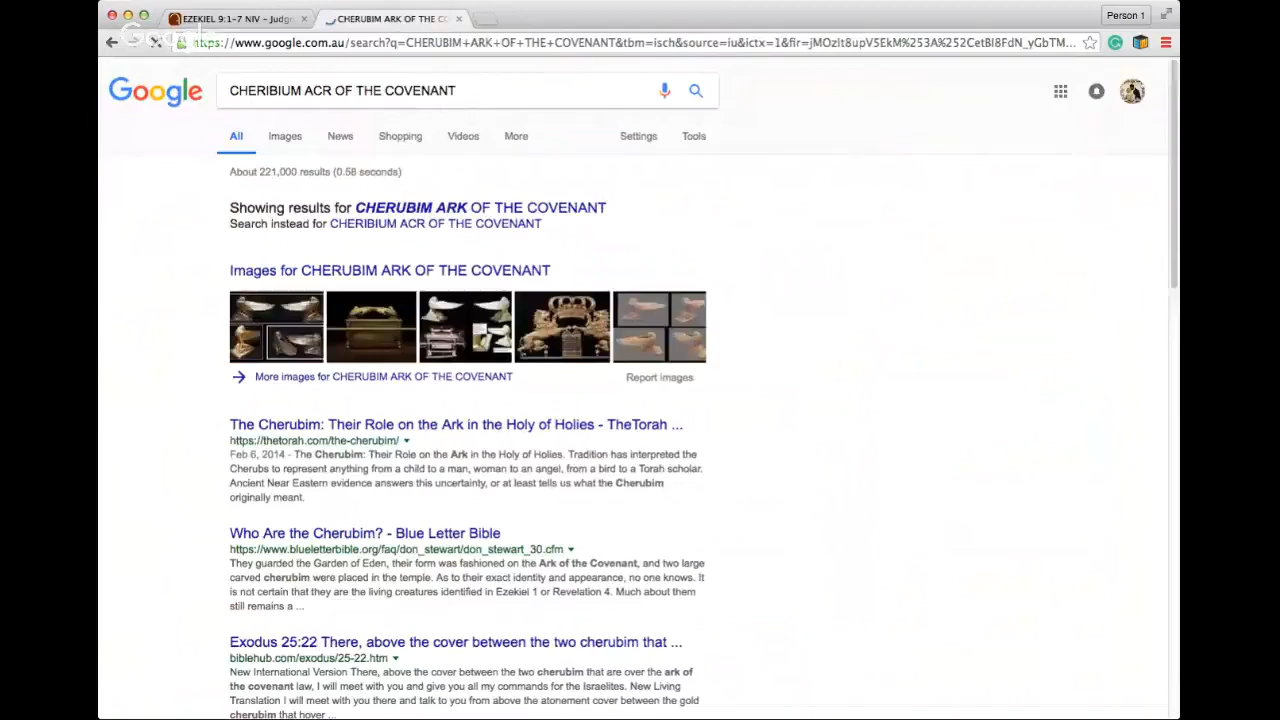 EZEKIEL 9:1–7 NIV – Judgm
CHERUBIM ARK OF THE CO
Person 1
https://www.google.com.au/search?q=CHERUBIM+ARK+OF+THE+COVENANT&tbm=isch&source=iu&ictx=1&fir=jMOzIt8upV5EkM%253A%252CetBI8FdN_yGbTM...
Google
CHERIBIUM ACR OF THE COVENANT
All Images News Shopping Videos More Settings Tools
About 221,000 results (0.58 seconds)
Showing results for CHERUBIM ARK OF THE COVENANT
Search instead for CHERIBIUM ACR OF THE COVENANT
Images for CHERUBIM ARK OF THE COVENANT
More images for CHERUBIM ARK OF THE COVENANT Report images
The Cherubim: Their Role on the Ark in the Holy of Holies - TheTorah ...
https://thetorah.com/the-cherubim/
Feb 6, 2014 - The Cherubim: Their Role on the Ark in the Holy of Holies. Tradition has interpreted the
Cherubs to represent anything from a child to a man, woman to an angel, from a bird to a Torah scholar.
Ancient Near Eastern evidence answers this uncertainty, or at least tells us what the Cherubim
originally meant.
Who Are the Cherubim? - Blue Letter Bible
https://www.blueletterbible.org/faq/don_stewart/don_stewart_30.cfm
They guarded the Garden of Eden, their form was fashioned on the Ark of the Covenant, and two large
carved cherubim were placed in the temple. As to their exact identity and appearance, no one knows. It
is not certain that they are the living creatures identified in Ezekiel 1 or Revelation 4. Much about them
still remains a ...
Exodus 25:22 There, above the cover between the two cherubim that ...
biblehub.com/exodus/25-22.htm
New International Version There, above the cover between the two cherubim that are over the ark of
the covenant law, I will meet with you and give you all my commands for the Israelites. New Living
Translation I will meet with you there and talk to you from above the atonement cover between the gold
cherubim that hover ...